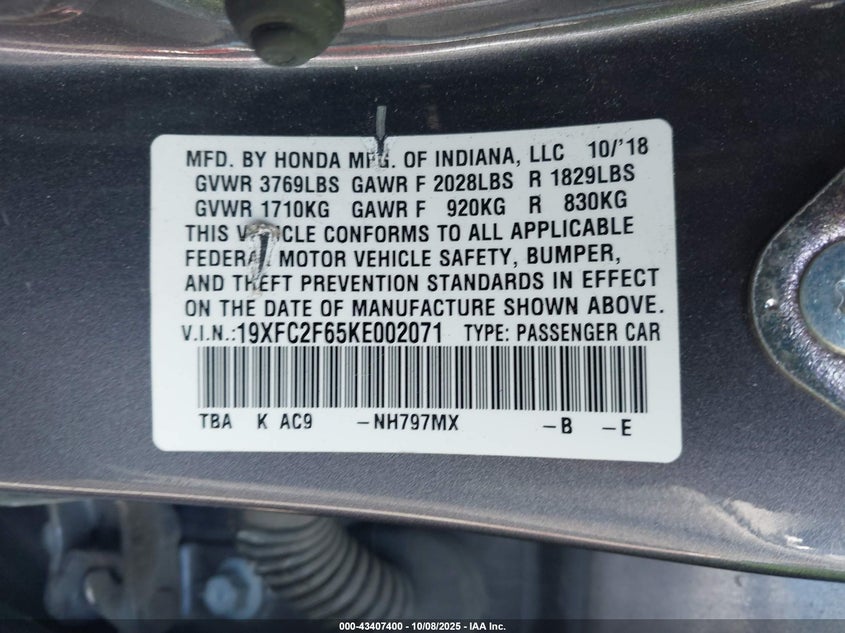 MFD. BY HONDA MFG. OF INDIANA, LLC 10/'18
GVWR 3769LBS GAWR F 2028LBS R 1829LBS
GVWR 1710KG GAWR F 920KG R 830KG
THIS VEHICLE CONFORMS TO ALL APPLICABLE
FEDERAL MOTOR VEHICLE SAFETY, BUMPER,
AND THEFT PREVENTION STANDARDS IN EFFECT
ON THE DATE OF MANUFACTURE SHOWN ABOVE.
V.I.N.:19XFC2F65KE002071 TYPE: PASSENGER CAR
TBA K AC9 -NH797MX -B -E
000-43407400 - 10/08/2025 - IAA Inc.